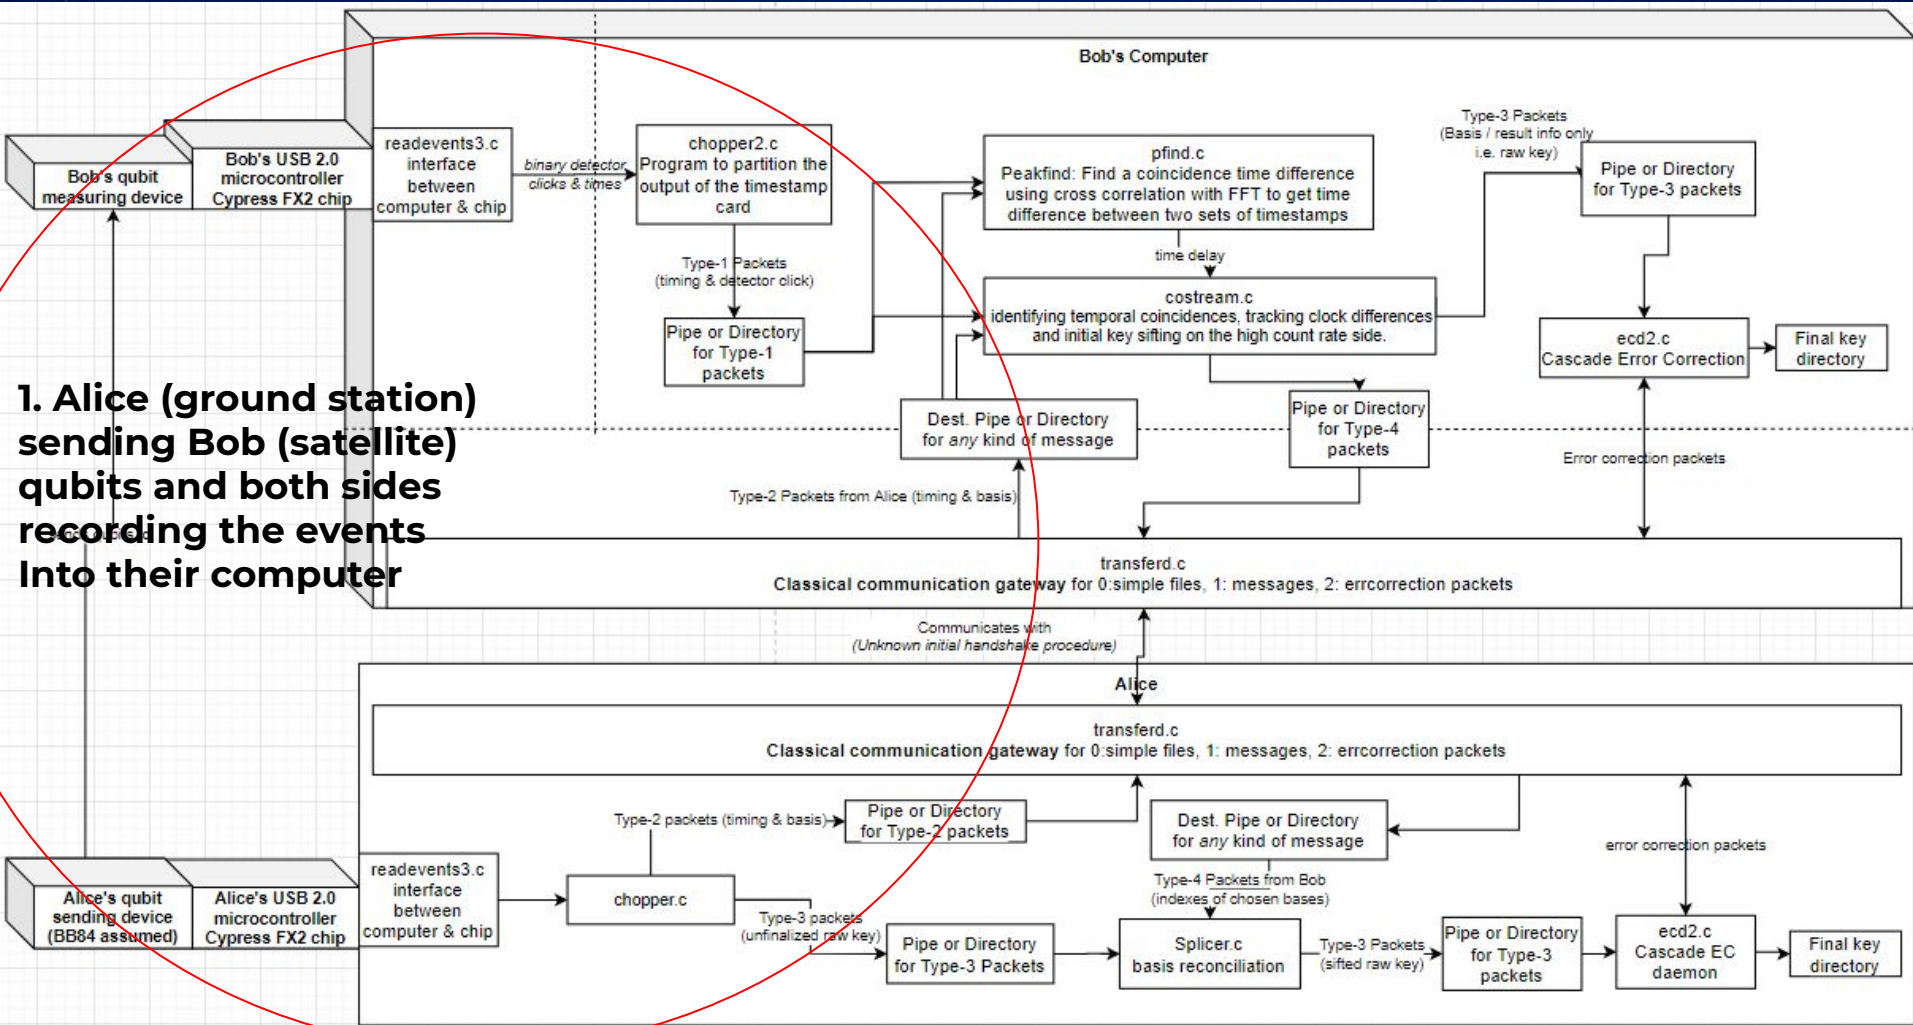 Bob's Computer
Bob's qubit
measuring device
Bob's USB 2.0
microcontroller
Cypress FX2 chip
readevents3.c
interface
between
computer & chip
binary detector
clicks & times
chopper2.c
Program to partition the
output of the timestamp
card
Type-1 Packets
(timing & detector click)
Pipe or Directory
for Type-1
packets
pfind.c
Peakfind: Find a coincidence time difference
using cross correlation with FFT to get time
difference between two sets of timestamps
time delay
costream.c
identifying temporal coincidences, tracking clock differences
and initial key sifting on the high count rate side.
Type-3 Packets
(Basis / result info only
i.e. raw key)
Pipe or Directory
for Type-3 packets
ecd2.c
Cascade Error Correction
Final key
directory
Dest. Pipe or Directory
for any kind of message
Pipe or Directory
for Type-4
packets
Error correction packets
Type-2 Packets from Alice (timing & basis)
1. Alice (ground station)
sending Bob (satellite)
qubits and both sides
recording the events
Into their computer
transferd.c
Classical communication gateway for 0:simple files, 1: messages, 2: errcorrection packets
Communicates with
(Unknown initial handshake procedure)
Alice
transferd.c
Classical communication gateway for 0:simple files, 1: messages, 2: errcorrection packets
Alice's qubit
sending device
(BB84 assumed)
Alice's USB 2.0
microcontroller
Cypress FX2 chip
readevents3.c
interface
between
computer & chip
chopper.c
Type-2 packets (timing & basis)
Pipe or Directory
for Type-2 packets
Type-3 packets
(unfinalized raw key)
Pipe or Directory
for Type-3 Packets
Dest. Pipe or Directory
for any kind of message
Type-4 Packets from Bob
(indexes of chosen bases)
Splicer.c
basis reconciliation
Type-3 Packets
(sifted raw key)
Pipe or Directory
for Type-3
packets
error correction packets
ecd2.c
Cascade EC
daemon
Final key
directory